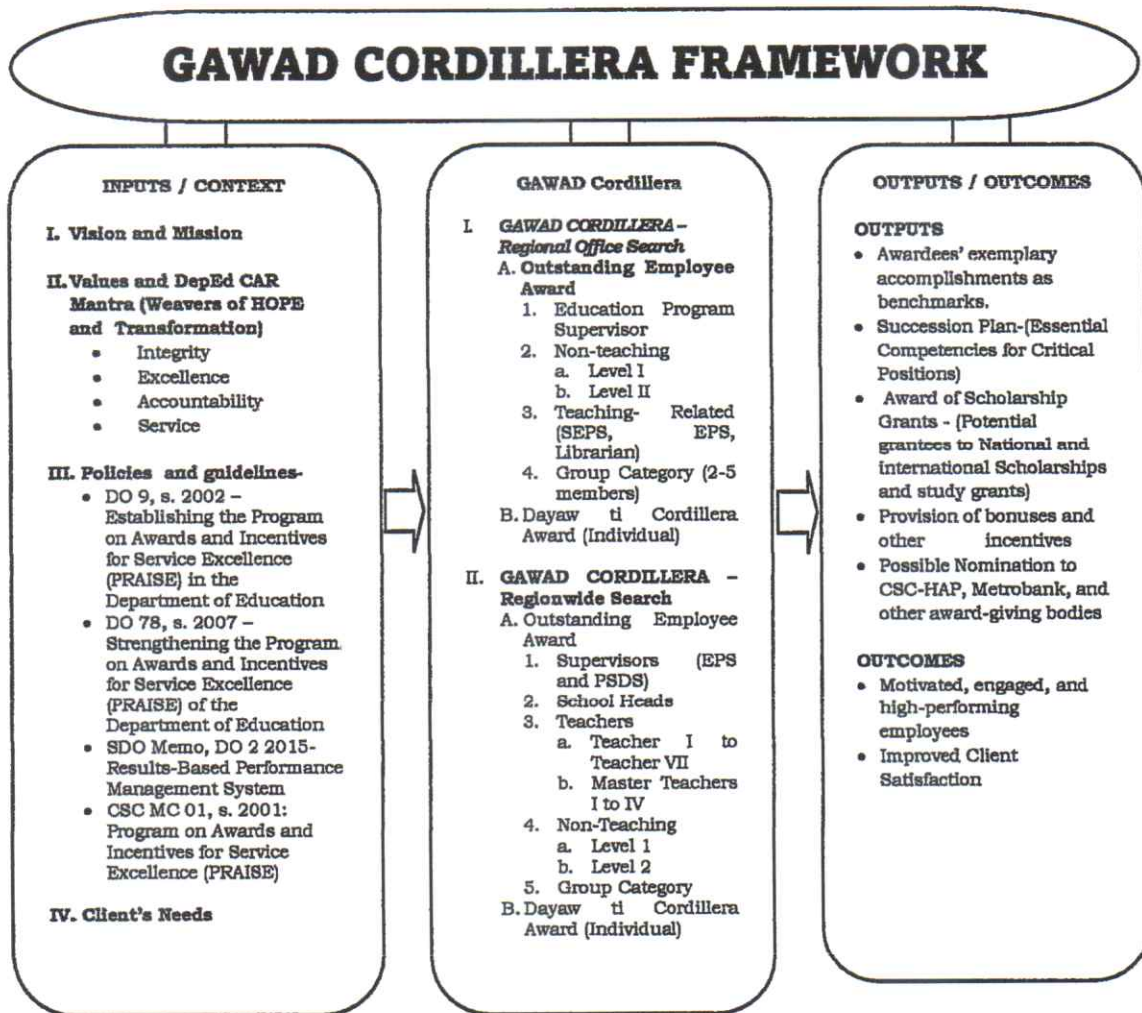 GAWAD CORDILLERA FRAMEWORK
INPUTS / CONTEXT
I. Vision and Mission
II. Values and DepEd CAR
Mantra (Weavers of HOPE
and Transformation)
• Integrity
• Excellence
• Accountability
• Service
III. Policies and guidelines-
• DO 9, s. 2002 –
Establishing the Program
on Awards and Incentives
for Service Excellence
(PRAISE) in the
Department of Education
• DO 78, s. 2007 –
Strengthening the Program
on Awards and Incentives
for Service Excellence
(PRAISE) of the
Department of Education
• SDO Memo, DO 2 2015-
Results-Based Performance
Management System
• CSC MC 01, s. 2001:
Program on Awards and
Incentives for Service
Excellence (PRAISE)
IV. Client's Needs
GAWAD Cordillera
I. GAWAD CORDILLERA –
Regional Office Search
A. Outstanding Employee
Award
1. Education Program
Supervisor
2. Non-teaching
a. Level I
b. Level II
3. Teaching- Related
(SEPS, EPS,
Librarian)
4. Group Category (2-5
members)
B. Dayaw ti Cordillera
Award (Individual)
II. GAWAD CORDILLERA –
Regionwide Search
A. Outstanding Employee
Award
1. Supervisors (EPS
and PSDS)
2. School Heads
3. Teachers
a. Teacher I to
Teacher VII
b. Master Teachers
I to IV
4. Non-Teaching
a. Level 1
b. Level 2
5. Group Category
B. Dayaw ti Cordillera
Award (Individual)
OUTPUTS / OUTCOMES
OUTPUTS
• Awardees' exemplary
accomplishments as
benchmarks.
• Succession Plan-(Essential
Competencies for Critical
Positions)
• Award of Scholarship
Grants - (Potential
grantees to National and
international Scholarships
and study grants)
• Provision of bonuses and
other incentives
• Possible Nomination to
CSC-HAP, Metrobank, and
other award-giving bodies
OUTCOMES
• Motivated, engaged, and
high-performing
employees
• Improved Client
Satisfaction